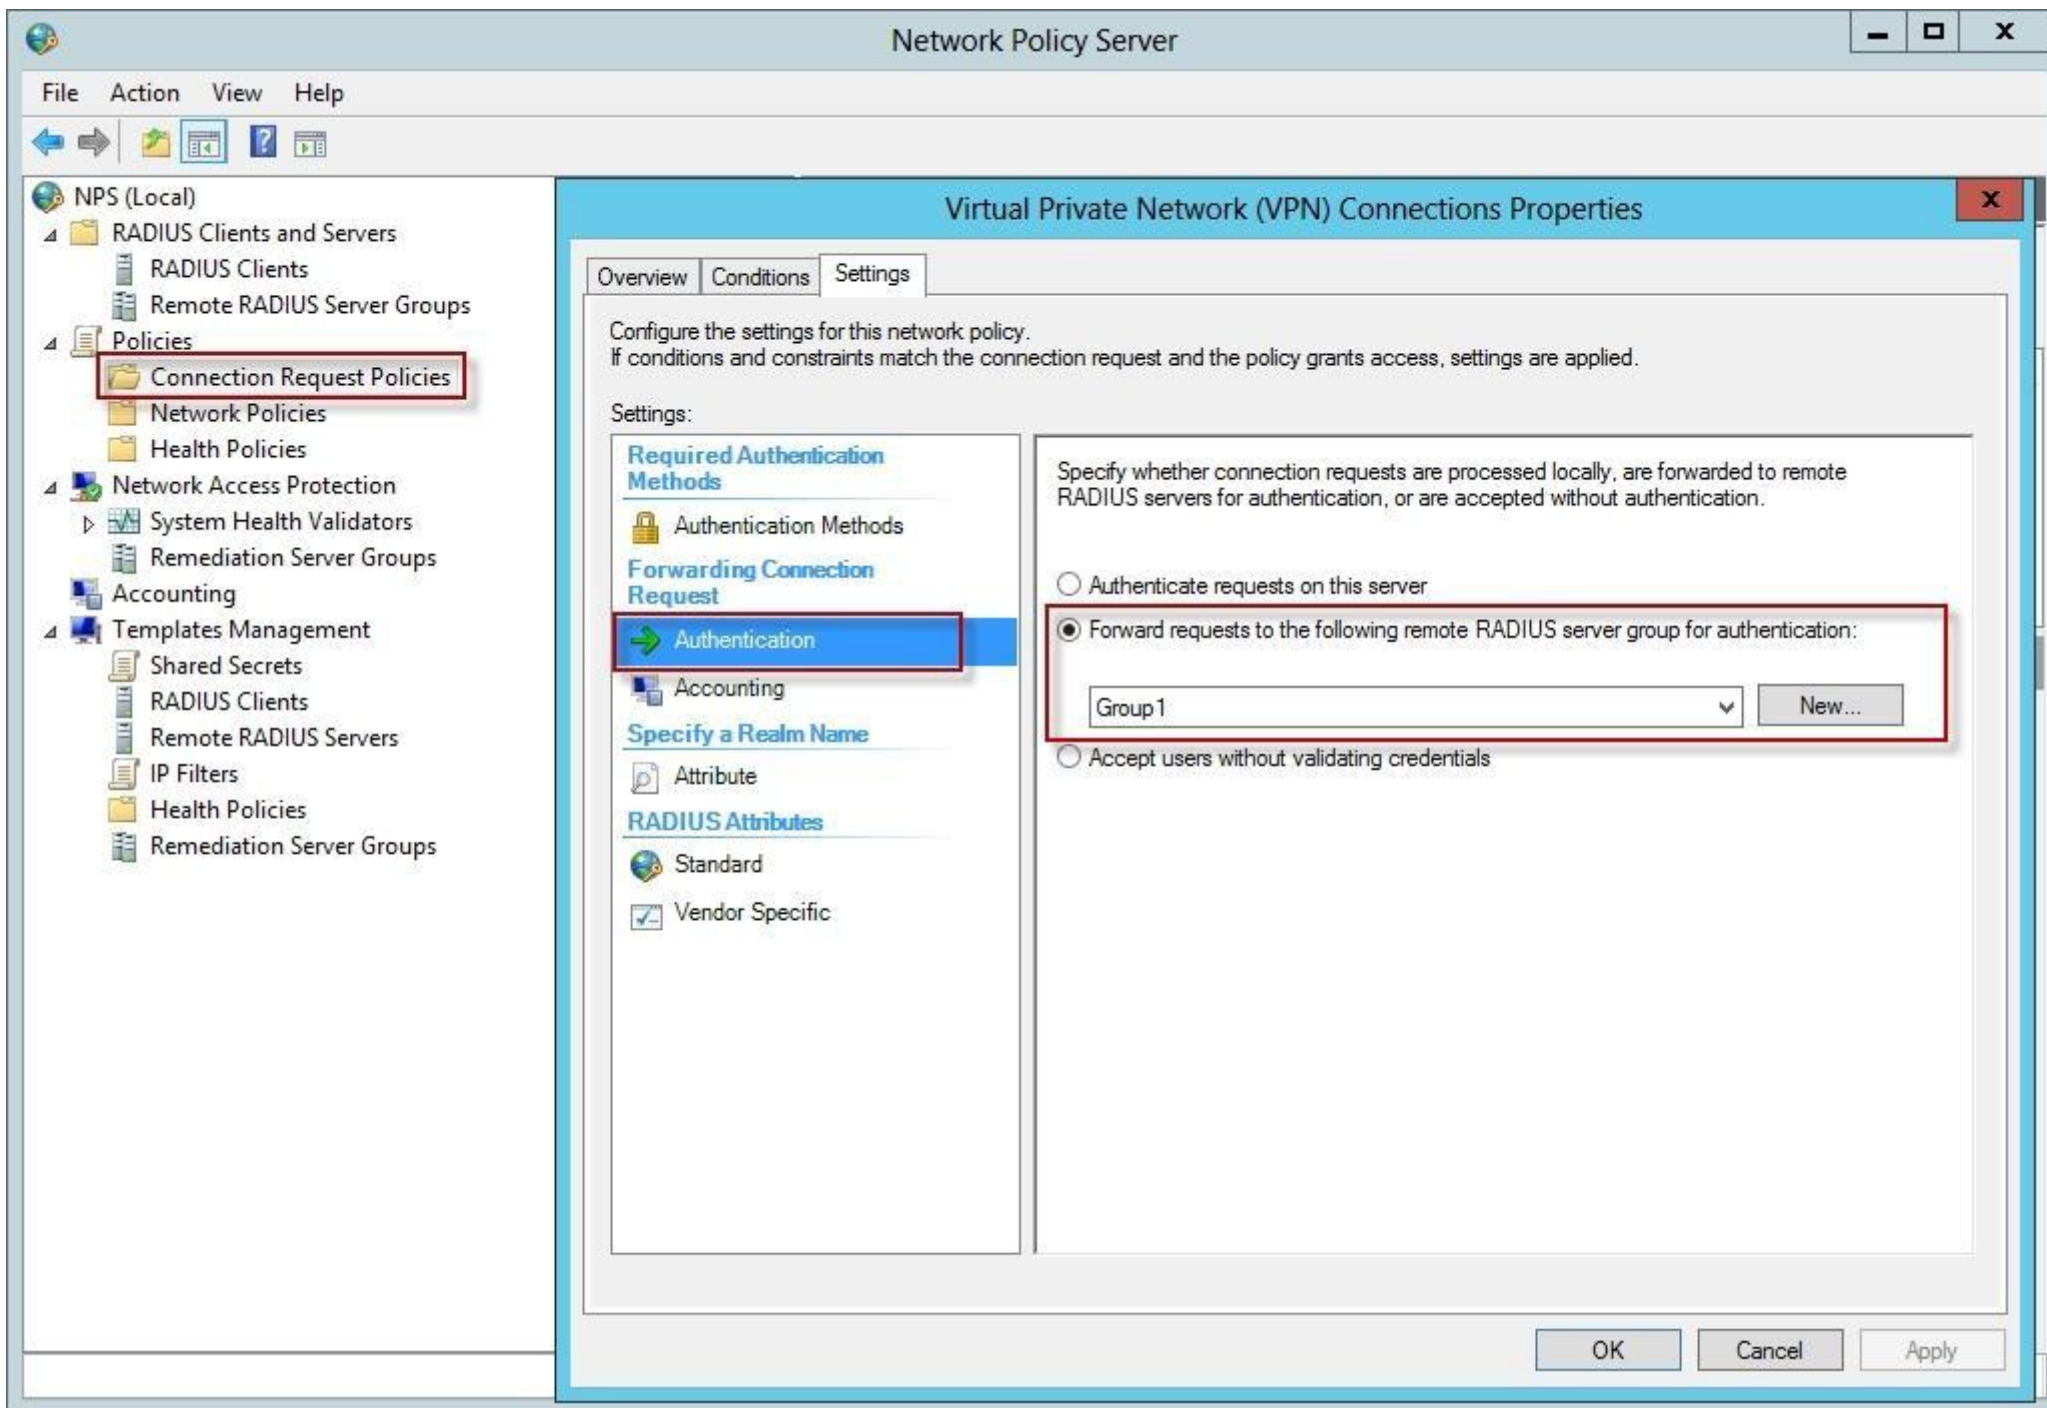 Network Policy Server
File Action View Help
NPS (Local)
RADIUS Clients and Servers
RADIUS Clients
Remote RADIUS Server Groups
Policies
Connection Request Policies
Network Policies
Health Policies
Network Access Protection
System Health Validators
Remediation Server Groups
Accounting
Templates Management
Shared Secrets
RADIUS Clients
Remote RADIUS Servers
IP Filters
Health Policies
Remediation Server Groups
Virtual Private Network (VPN) Connections Properties
Overview Conditions Settings
Configure the settings for this network policy.
If conditions and constraints match the connection request and the policy grants access, settings are applied.
Settings:
Required Authentication
Methods
Authentication Methods
Forwarding Connection
Request
Authentication
Accounting
Specify a Realm Name
Attribute
RADIUS Attributes
Standard
Vendor Specific
Specify whether connection requests are processed locally, are forwarded to remote
RADIUS servers for authentication, or are accepted without authentication.
Authenticate requests on this server
Forward requests to the following remote RADIUS server group for authentication:
Group1 New...
Accept users without validating credentials
OK Cancel Apply